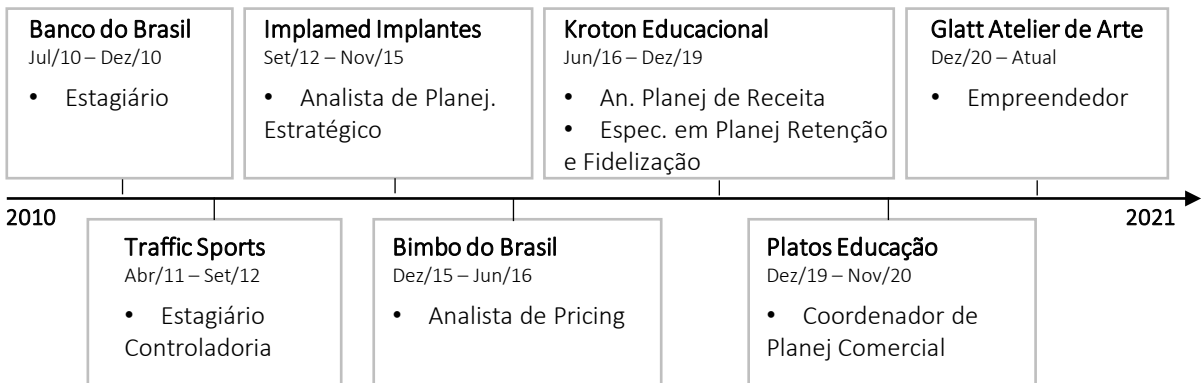 Banco do Brasil
Jul/10 – Dez/10
• Estagiário
Implamed Implantes
Set/12 – Nov/15
• Analista de Planej.
Estratégico
Kroton Educacional
Jun/16 – Dez/19
• An. Planej de Receita
• Espec. em Planej Retenção
e Fidelização
Glatt Atelier de Arte
Dez/20 – Atual
• Empreendedor
2010
2021
Traffic Sports
Abr/11 – Set/12
• Estagiário
Controladoria
Bimbo do Brasil
Dez/15 – Jun/16
• Analista de Pricing
Platos Educação
Dez/19 – Nov/20
• Coordenador de
Planej Comercial